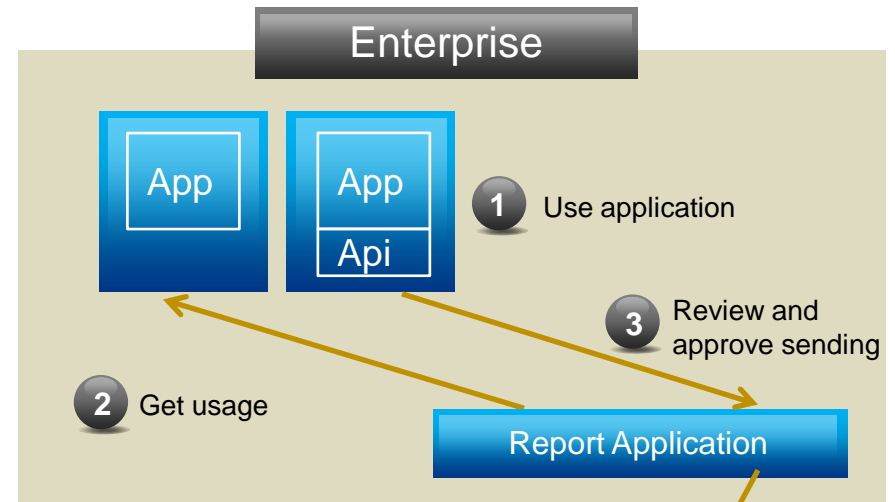 Enterprise
App
App
Api
1
Use application
3
Review and
approve sending
2
Get usage
Report Application